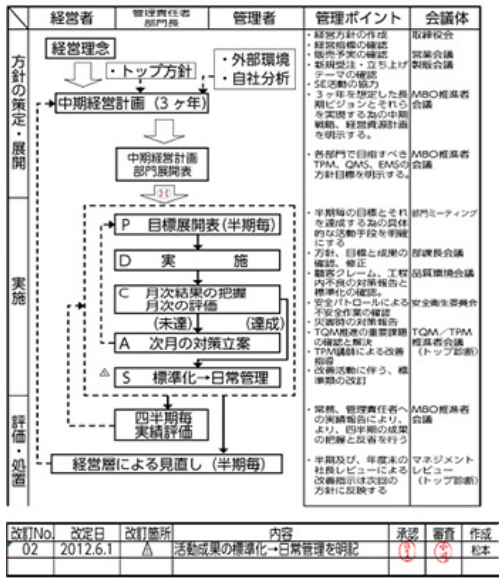 経営者
管理責任者
部門長
管理者
管理ポイント
会議体
方針の策定・展開
経営理念
・トップ方針
・外部環境
・自社分析
中期経営計画（3ヶ年）
中期経営計画
部門展開表
・経営方針の作成
・経営指標の確認
・販売予実の確認
・新規受注・立ち上げ
テーマの確認
・SE活動の協力
・3ヶ年を想定した長
期ビジョンとそれら
を実現する為の中期
戦略、経営資源計画
を明示する。
・各部門で目指すべき
TPM、QMS、EMSの
方針目標を明示する。
取締役会
営業会議
製販会議
MBO推進者
会議
MBO推進者
会議
実施
P 目標展開表(半期毎)
D 実 施
C 月次結果の把握
月次の評価
(未達) (達成)
A 次月の対策立案
S 標準化→日常管理
・半期毎の目標とそれ
を達成する為の具体
的な活動手段を明確
にする
・方針、目標と成果の
確認、修正
・顧客クレーム、工程
内不良の対策報告と
標準化の確認。
・安全パトロールによる
不安全作業の確認
・災害時の対策報告
・TQM推進の重要課題
の確認と解決
・TPM講師による改善
指導
・改善活動に伴う、標
準類の改訂
部門ミーティング
部課長会議
品質環境会議
安全衛生委員会
TQM／TPM
推進者会議
(トップ診断)
評価・処置
四半期毎
実績評価
経営層による見直し（半期毎）
・常務、管理責任者へ
の実績報告により、
より、四半期の成果
の把握と反省を行う
・半期及び、年度末の
社長レビューによる
改善指示は次回の
方針に反映する
MBO推進者
会議
マネジメント
レビュー
(トップ診断)
改訂No. 改定日 改訂箇所 内容 承認 審査 作成
02 2012.6.1 活動成果の標準化→日常管理を明記 松本